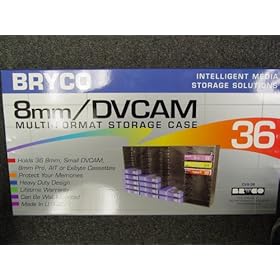 BRYCO
INTELLIGENT MEDIA
STORAGE SOLUTIONS
8mm/DVCAM
MULTI FORMAT STORAGE CASE
36
Holds 36 8mm, Small DVCAM,
8mm Pro, AIT or Exbyte Cassettes
Protect Your Memories
Heavy Duty Design
Lifetime Warranty
Can Be Wall Mounted
Made In U.S.A.
BRYCO